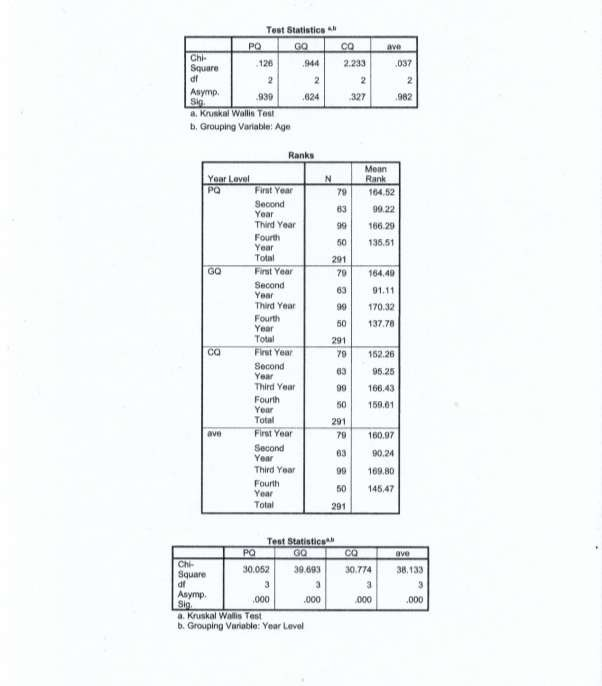 Test Statistics a,b
PQ GQ CQ ave
Chi-Square .126 .944 2.233 .037
df 2 2 2 2
Asymp. Sig. .939 .624 .327 .982
a. Kruskal Wallis Test
b. Grouping Variable: Age
Ranks
Year Level N Mean Rank
PQ First Year 79 164.52
Second Year 63 99.22
Third Year 99 166.29
Fourth Year 50 135.51
Total 291
GQ First Year 79 164.49
Second Year 63 91.11
Third Year 99 170.32
Fourth Year 50 137.78
Total 291
CQ First Year 79 152.26
Second Year 63 95.25
Third Year 99 166.43
Fourth Year 50 159.61
Total 291
ave First Year 79 160.97
Second Year 63 90.24
Third Year 99 169.80
Fourth Year 50 145.47
Total 291
Test Statistics a,b
PQ GQ CQ ave
Chi-Square 30.052 39.693 30.774 38.133
df 3 3 3 3
Asymp. Sig. .000 .000 .000 .000
a. Kruskal Wallis Test
b. Grouping Variable: Year Level